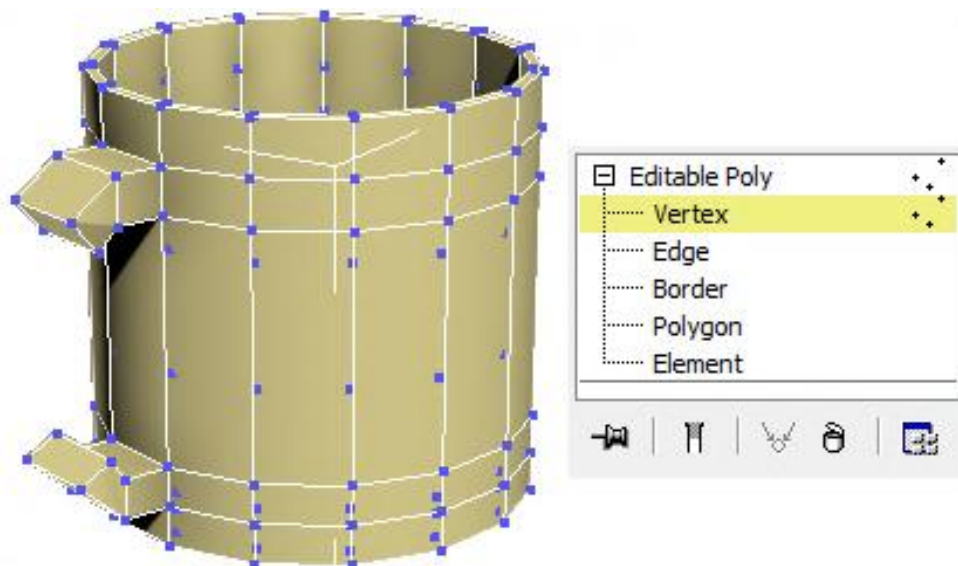 Editable Poly
Vertex
Edge
Border
Polygon
Element